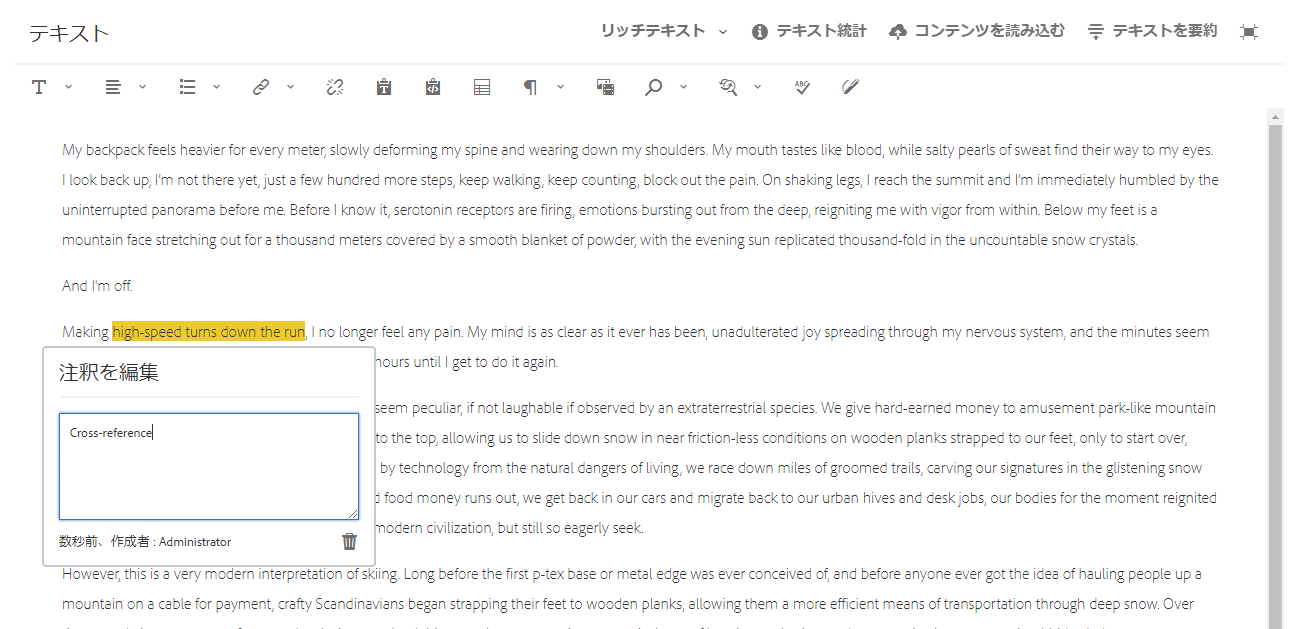 テキスト
リッチテキスト テキスト統計 コンテンツを読み込む テキストを要約
My backpack feels heavier for every meter, slowly deforming my spine and wearing down my shoulders. My mouth tastes like blood, while salty pearls of sweat find their way to my eyes.
I look back up, I'm not there yet, just a few hundred more steps, keep walking, keep counting, block out the pain. On shaking legs, I reach the summit and I'm immediately humbled by the
uninterrupted panorama before me. Before I know it, serotonin receptors are firing, emotions bursting out from the deep, reigniting me with vigor from within. Below my feet is a
mountain face stretching out for a thousand meters covered by a smooth blanket of powder, with the evening sun replicated thousand-fold in the uncountable snow crystals.
And I'm off.
Making high-speed turns down the run, I no longer feel any pain. My mind is as clear as it ever has been, unadulterated joy spreading through my nervous system, and the minutes seem
hours until I get to do it again.
注釈を編集
seem peculiar, if not laughable if observed by an extraterrestrial species. We give hard-earned money to amusement park-like mountain
Cross-reference
to the top, allowing us to slide down snow in near friction-less conditions on wooden planks strapped to our feet, only to start over,
by technology from the natural dangers of living, we race down miles of groomed trails, carving our signatures in the glistening snow
food money runs out, we get back in our cars and migrate back to our urban hives and desk jobs, our bodies for the moment reignited
modern civilization, but still so eagerly seek.
数秒前、作成者 : Administrator
However, this is a very modern interpretation of skiing. Long before the first p-tex base or metal edge was ever conceived of, and before anyone ever got the idea of hauling people up a
mountain on a cable for payment, crafty Scandinavians began strapping their feet to wooden planks, allowing them a more efficient means of transportation through deep snow. Over